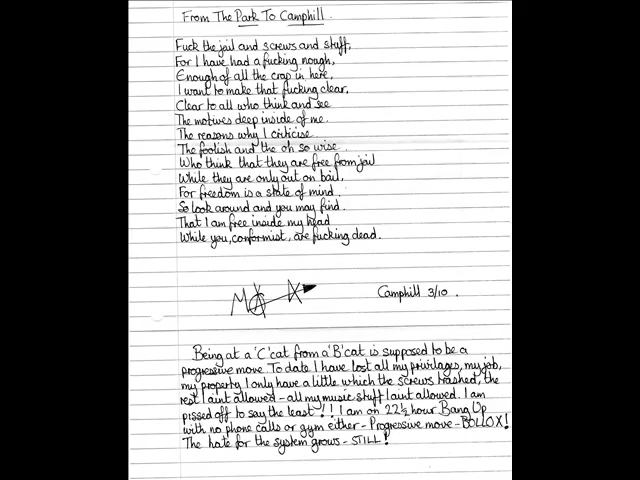 From The Park To Camphill.
Fuck the jail and screws and staff,
For I have had a fucking nough,
Enough of all the crap in here,
I want to make that fucking clear,
Clear to all who think and see
The motives deep inside of me.
The reasons why I criticise.
The foolish and the oh so wise
Who think that they are free from jail
While they are only out on bail,
For freedom is a state of mind.
So look around and you may find.
That I am free inside my head
While you, conformist, are fucking dead.
Camphill 3/10.
Being at a 'C' cat from a 'B' cat is supposed to be a
progressive move. To date I have lost all my privilages, my job,
my property I only have a little which the screws trashed, the
rest I aint allowed - all my music stuff I aint allowed. I am
pissed off to say the least!!! I am on 22½ hour Bang Up
with no phone calls or gym either - Progressive move - BOLLOX!
The hate for the system grows - STILL!